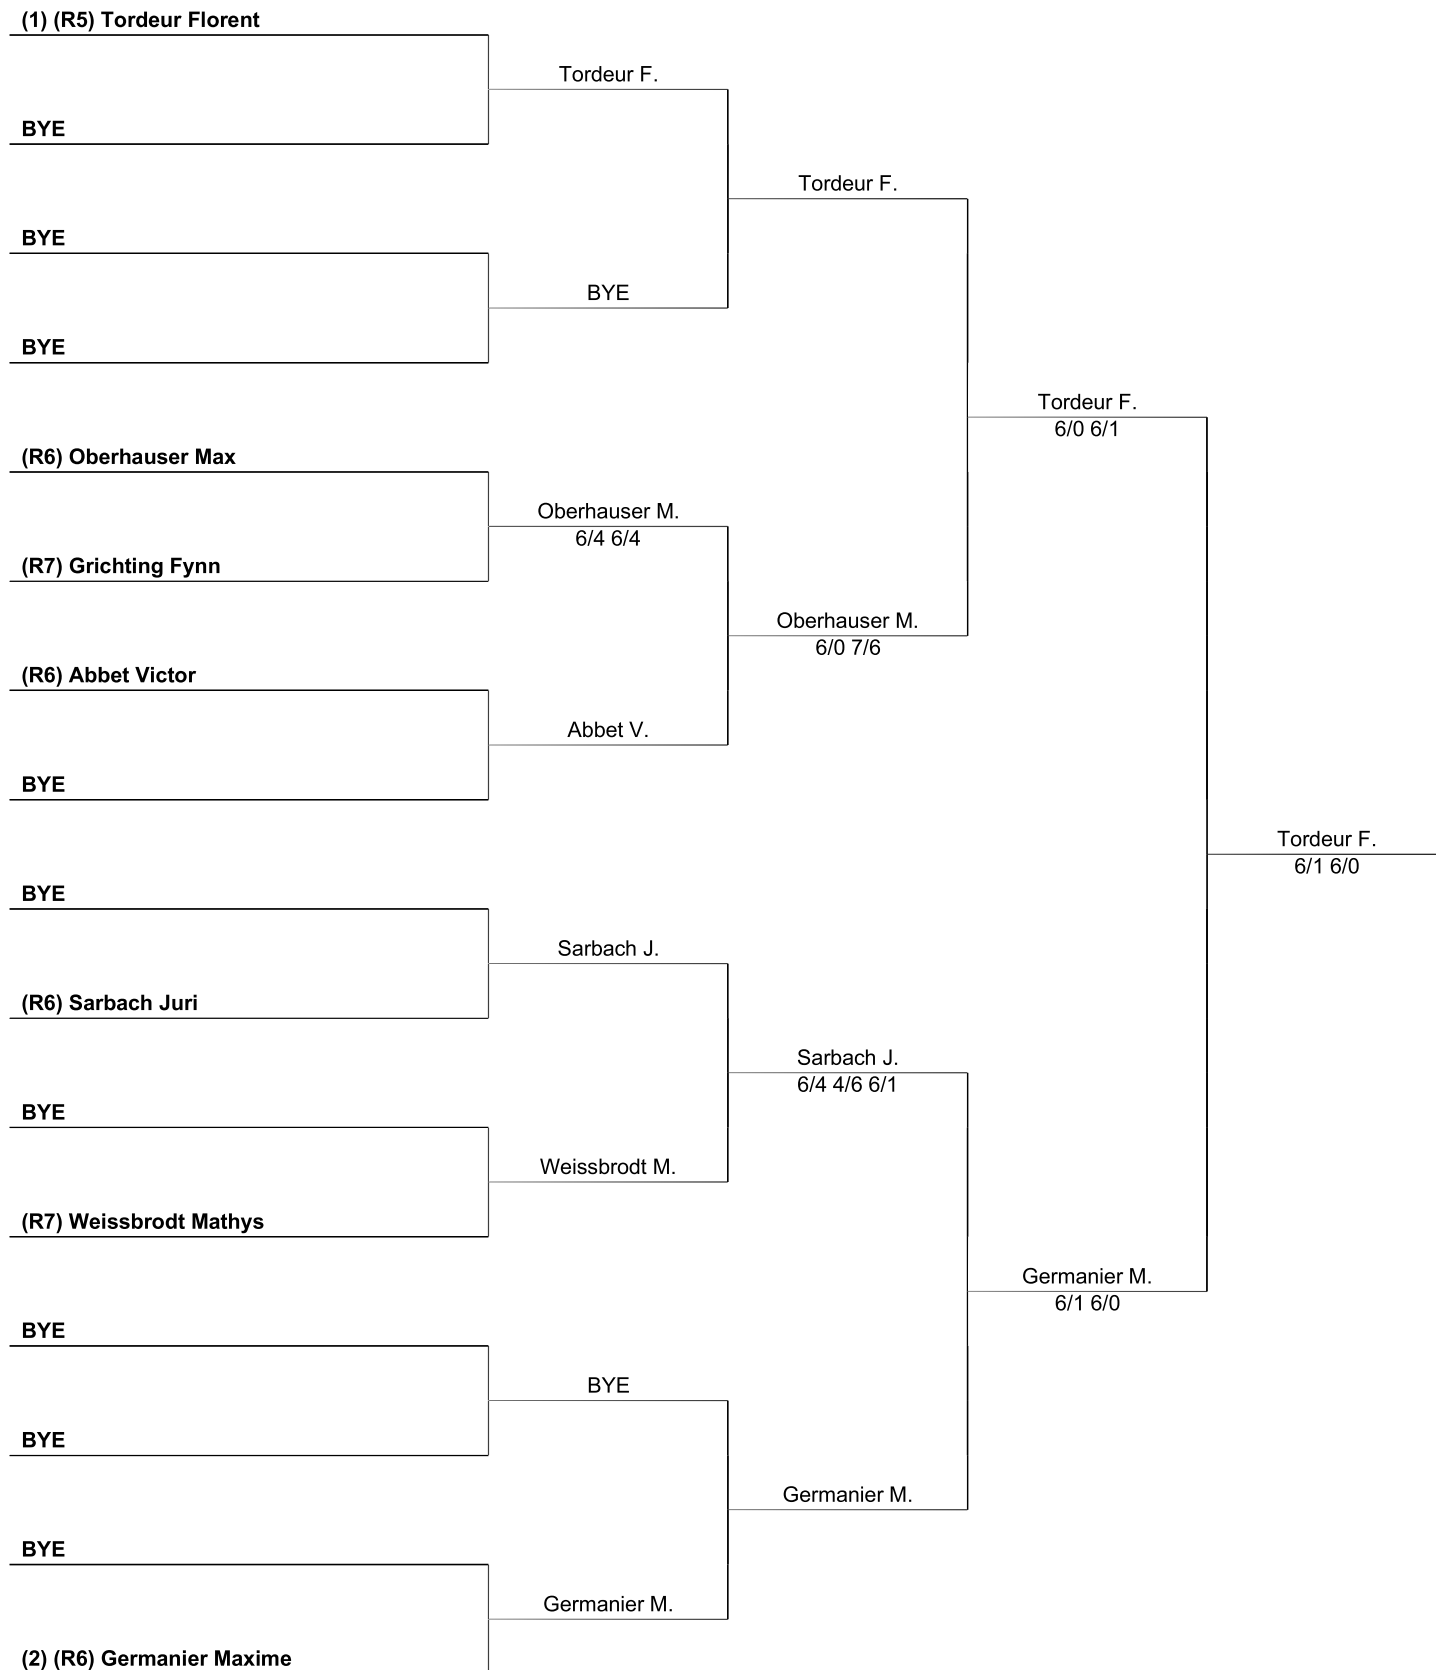 (1) (R5) Tordeur Florent
Tordeur F.
BYE
Tordeur F.
BYE
BYE
BYE
Tordeur F.
6/0 6/1
(R6) Oberhauser Max
Oberhauser M.
6/4 6/4
(R7) Grichting Fynn
Oberhauser M.
6/0 7/6
(R6) Abbet Victor
Abbet V.
BYE
Tordeur F.
6/1 6/0
BYE
Sarbach J.
(R6) Sarbach Juri
Sarbach J.
6/4 4/6 6/1
BYE
Weissbrodt M.
(R7) Weissbrodt Mathys
Germanier M.
6/1 6/0
BYE
BYE
BYE
Germanier M.
BYE
Germanier M.
(2) (R6) Germanier Maxime